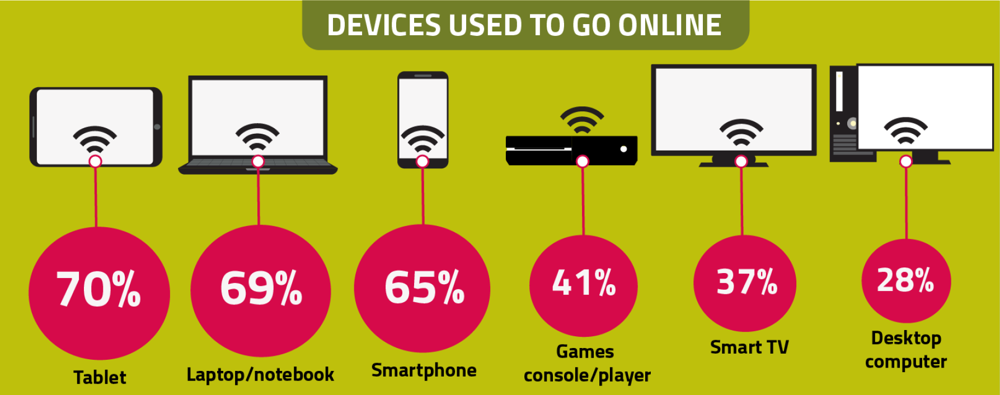 DEVICES USED TO GO ONLINE
70%
Tablet
69%
Laptop/notebook
65%
Smartphone
41%
Games
console/player
37%
Smart TV
28%
Desktop
computer